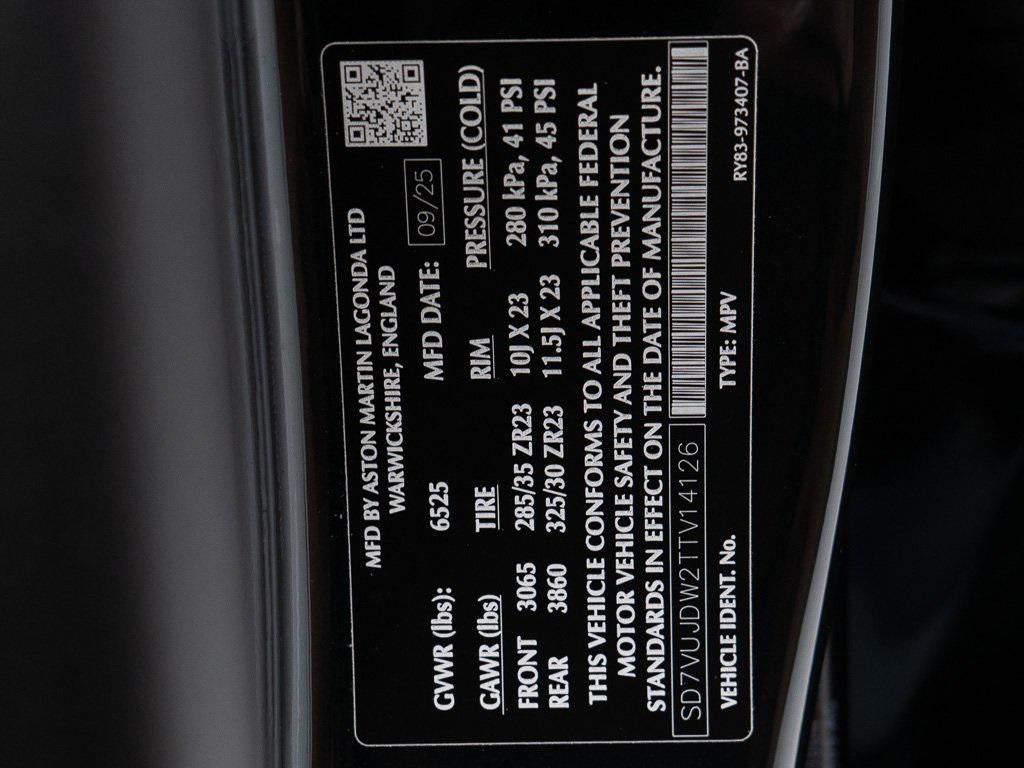 MFD BY ASTON MARTIN LAGONDA LTD
WARWICKSHIRE, ENGLAND
GVWR (lbs): 6525 MFD DATE: 09/25
GAWR (lbs) TIRE RIM PRESSURE (COLD)
FRONT 3065 285/35 ZR23 10J X 23 280 kPa, 41 PSI
REAR 3860 325/30 ZR23 11.5J X 23 310 kPa, 45 PSI
THIS VEHICLE CONFORMS TO ALL APPLICABLE FEDERAL
MOTOR VEHICLE SAFETY AND THEFT PREVENTION
STANDARDS IN EFFECT ON THE DATE OF MANUFACTURE.
SD7VUJDW2TTV14126
VEHICLE IDENT. No. TYPE: MPV RY83-973407-BA